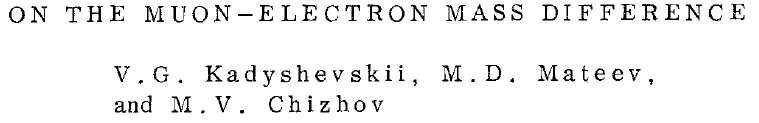 ON THE MUON-ELECTRON MASS DIFFERENCE
V.G. Kadyshevskii, M.D. Mateev,
and M.V. Chizhov